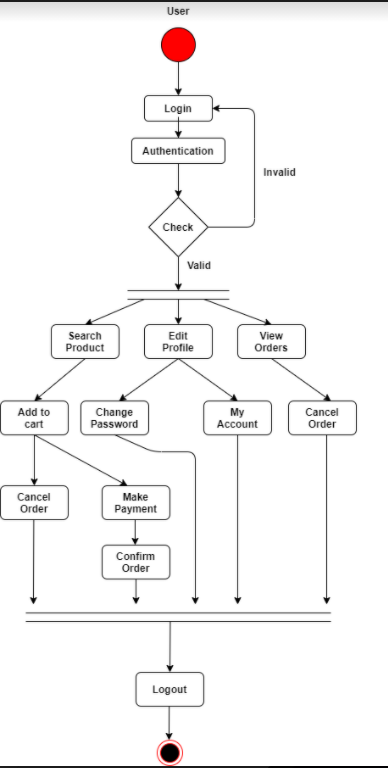 User
Login
Authentication
Invalid
Check
Valid
Search
Product
Edit
Profile
View
Orders
Add to
cart
Change
Password
My
Account
Cancel
Order
Cancel
Order
Make
Payment
Confirm
Order
Logout